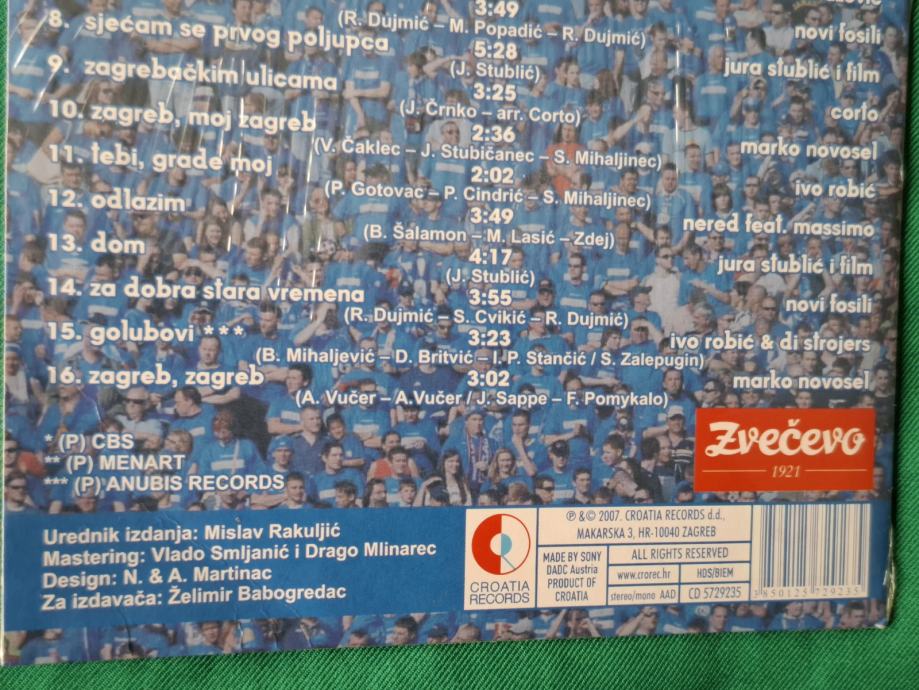 3:49
8. sjećam se prvog poljupca
(R. Dujmić – M. Popadić – R. Dujmić)
novi fosili
5:28
9. zagrebačkim ulicama
(J. Stublić)
jura stublić i film
3:25
10. zagreb, moj zagreb
(J. Črnko – arr. Corto)
corto
2:36
11. tebi, grade moj
(V. Čaklec – J. Stubičanec – S. Mihaljinec)
marko novosel
2:02
12. odlazim
(P. Gotovac – P. Cindrić – S. Mihaljinec)
ivo robić
3:49
13. dom
(B. Šalamon – M. Lasić – Zdej)
nered feat. massimo
4:17
(J. Stublić)
jura stublić i film
14. za dobra stara vremena
3:55
(R. Dujmić – S. Cvikić – R. Dujmić)
novi fosili
15. golubovi ***
3:23
(B. Mihaljević – D. Britvić – I. P. Stančić / S. Zalepugin)
ivo robić & di strojers
16. zagreb, zagreb
3:02
(A. Vučer – A.Vučer / J. Sappe – F. Pomykalo)
marko novosel
* (P) CBS
** (P) MENART
*** (P) ANUBIS RECORDS
Zvečevo
1921
Urednik izdanja: Mislav Rakuljić
Mastering: Vlado Smljanić i Drago Mlinarec
Design: N. & A. Martinac
Za izdavača: Želimir Babogredac
CROATIA
RECORDS
℗ &© 2007. CROATIA RECORDS d.d.,
MAKARSKA 3, HR-10040 ZAGREB
MADE BY SONY
DADC Austria
PRODUCT OF
CROATIA
ALL RIGHTS RESERVED
www.crorec.hr
HDS/BIEM
stereo/mono AAD
CD 5729235
3 850125 729235